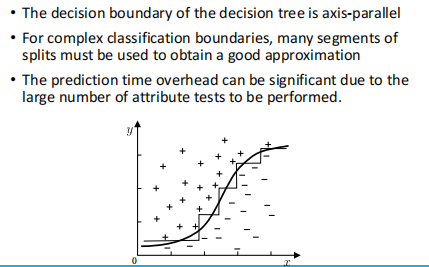 • The decision boundary of the decision tree is axis-parallel
• For complex classification boundaries, many segments of
splits must be used to obtain a good approximation
• The prediction time overhead can be significant due to the
large number of attribute tests to be performed.
y
0
x